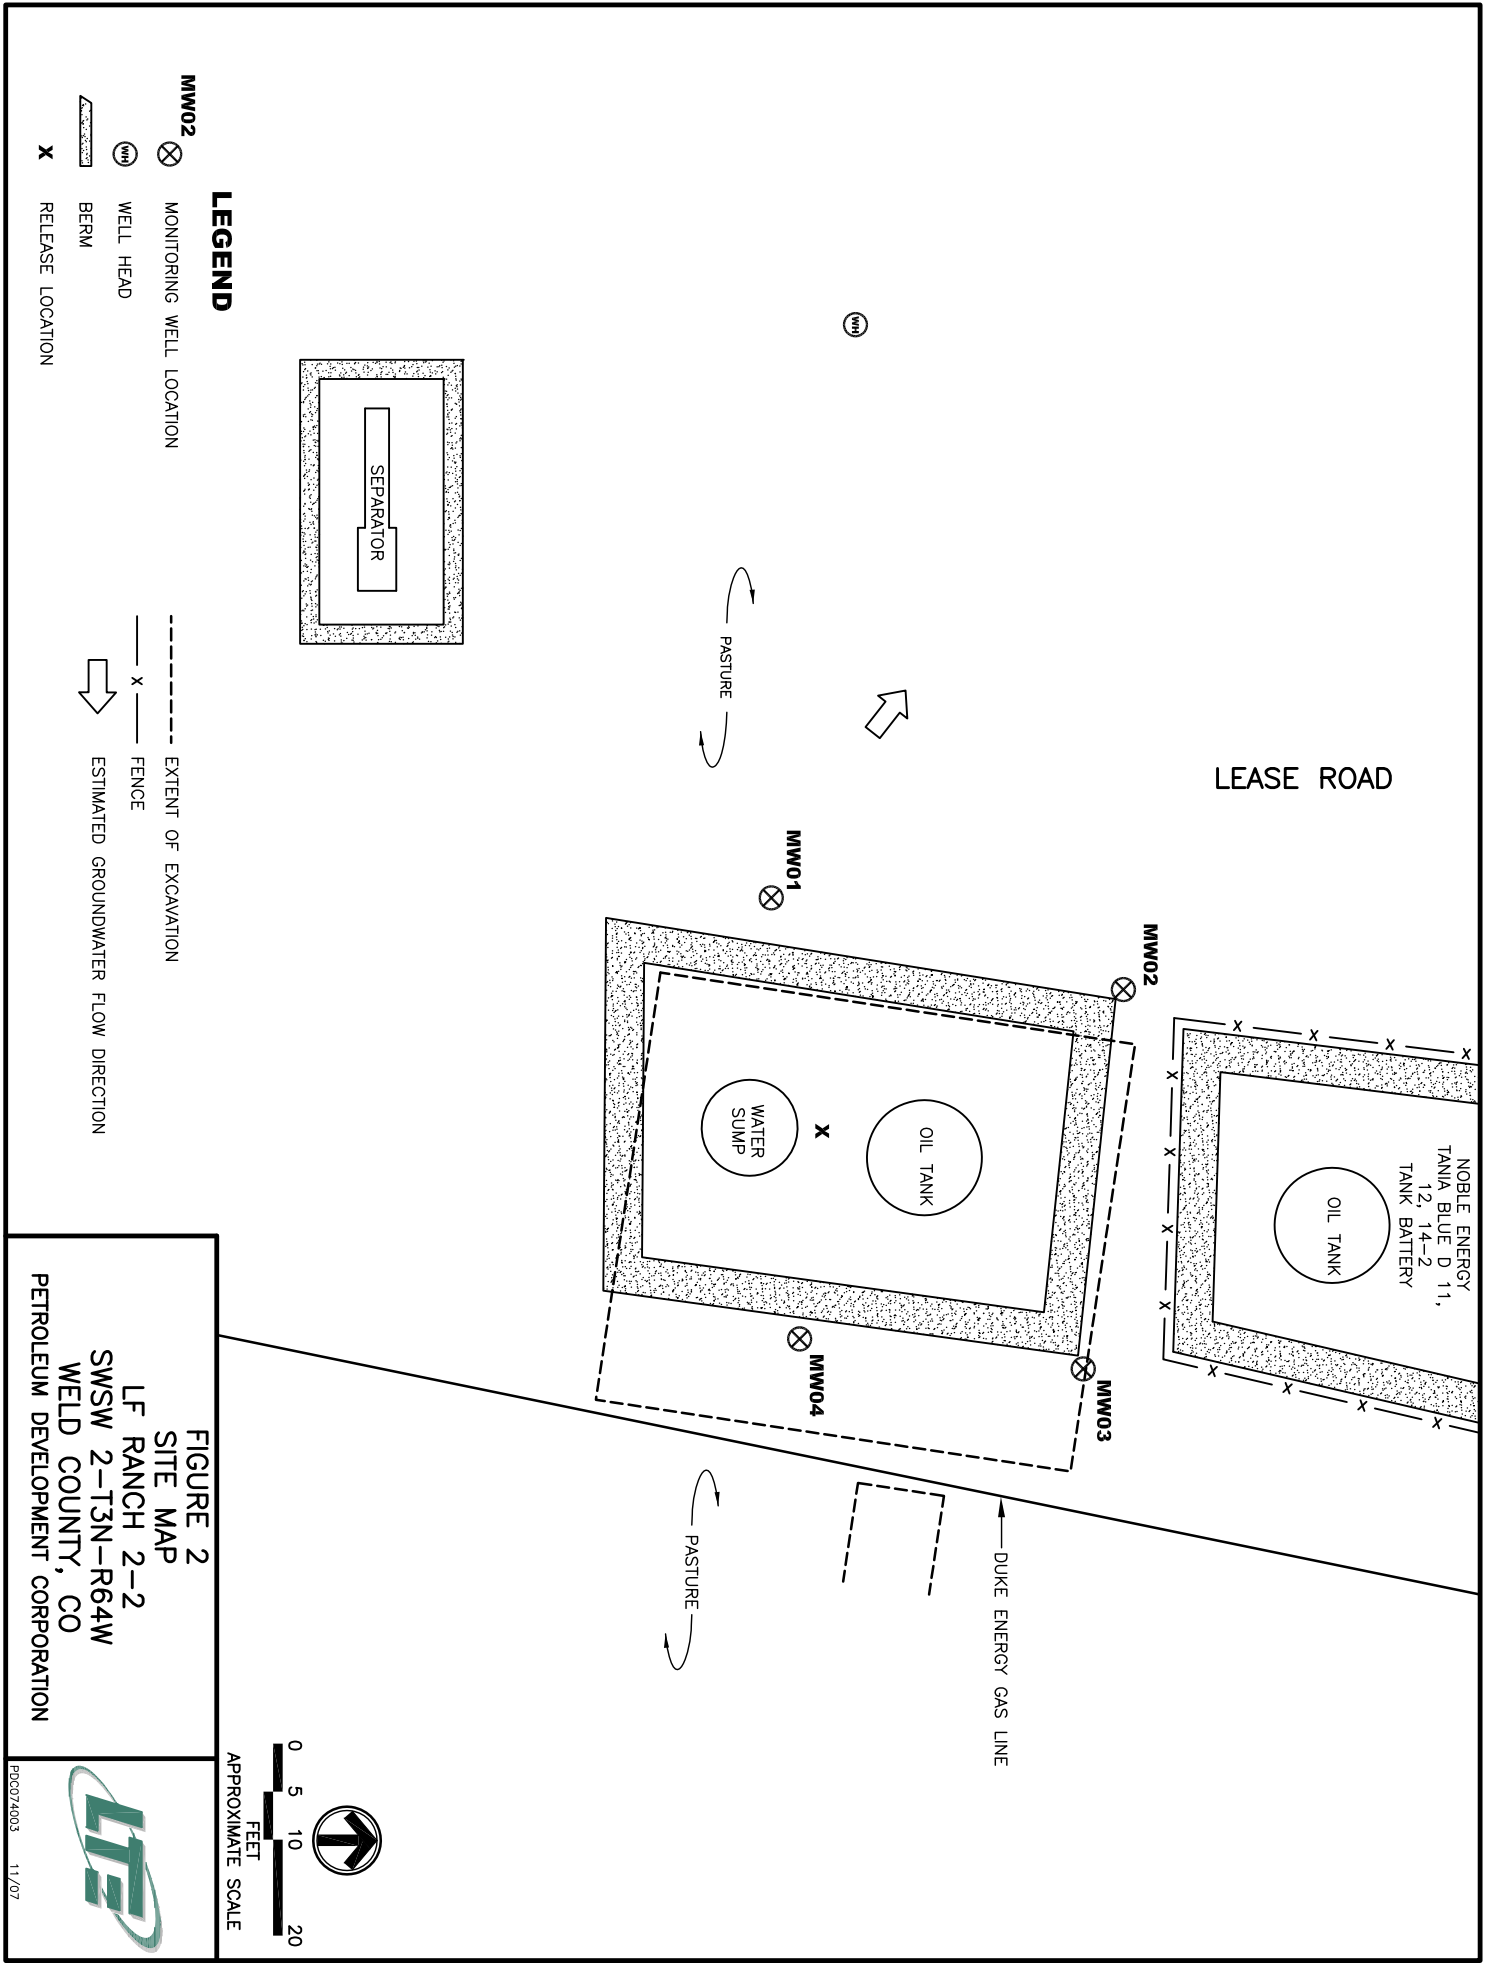 NOBLE ENERGY
TANIA BLUE D 11,
12, 14-2
TANK BATTERY
OIL TANK
LEASE ROAD
MW02
MW03
OIL TANK
X
WATER
SUMP
MW01
MW04
WH
PASTURE
PASTURE
DUKE ENERGY GAS LINE
SEPARATOR
LEGEND
MW02
MONITORING WELL LOCATION
WH
WELL HEAD
BERM
X
RELEASE LOCATION
EXTENT OF EXCAVATION
X
FENCE
ESTIMATED GROUNDWATER FLOW DIRECTION
0 5 10 20
FEET
APPROXIMATE SCALE
FIGURE 2
SITE MAP
LF RANCH 2-2
SWSW 2-T3N-R64W
WELD COUNTY, CO
PETROLEUM DEVELOPMENT CORPORATION
LTE
PDC074003 11/07